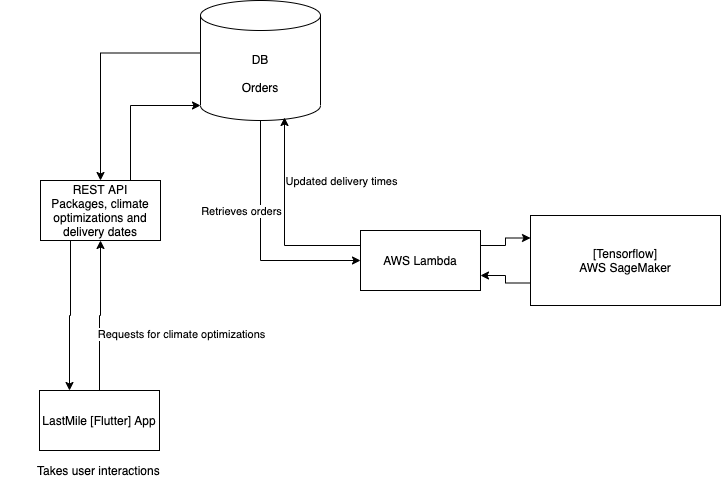 DB
Orders
Updated delivery times
REST API
Packages, climate
optimizations and
delivery dates
Retrieves orders
[Tensorflow]
AWS SageMaker
AWS Lambda
Requests for climate optimizations
LastMile [Flutter] App
Takes user interactions